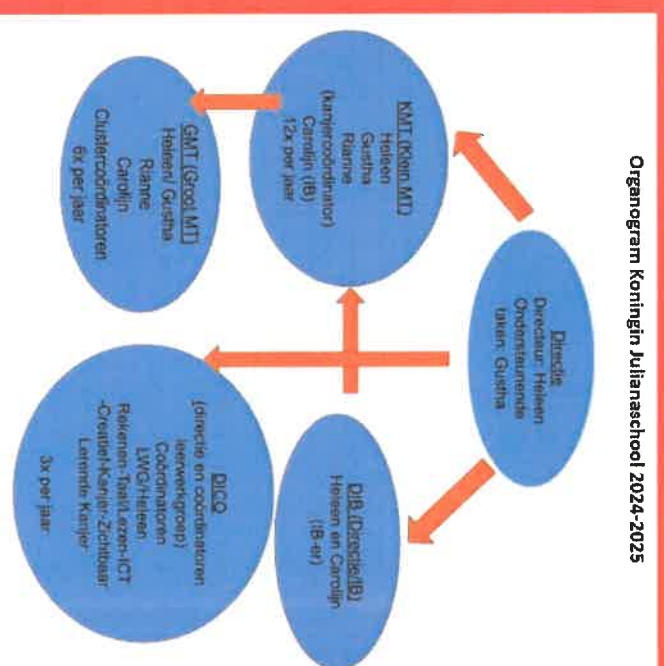 Organogram Koningin Julianaschool 2024-2025
Directie
Directeur: Heleen
Ondersteunende
taken: Gustha
KMT (Klein MT)
Heleen
Gustha
Rianne
(kanjercoördinator)
Carolijn (IB)
12x per jaar
DIB (Directie/IB)
Heleen en Carolijn
(IB-er)
GMT (Groot MT)
Heleen/ Gustha
Rianne
Carolijn
Clustercoördinatoren
6x per jaar
DICO
(directie en coördinatoren
leerwerkgroep)
Coördinatoren
LWG/Heleen
Rekenen-Taal/Lezen-ICT
-Creatief-Kanjer-Zichtbaar
Lerende Kanjer
3x per jaar